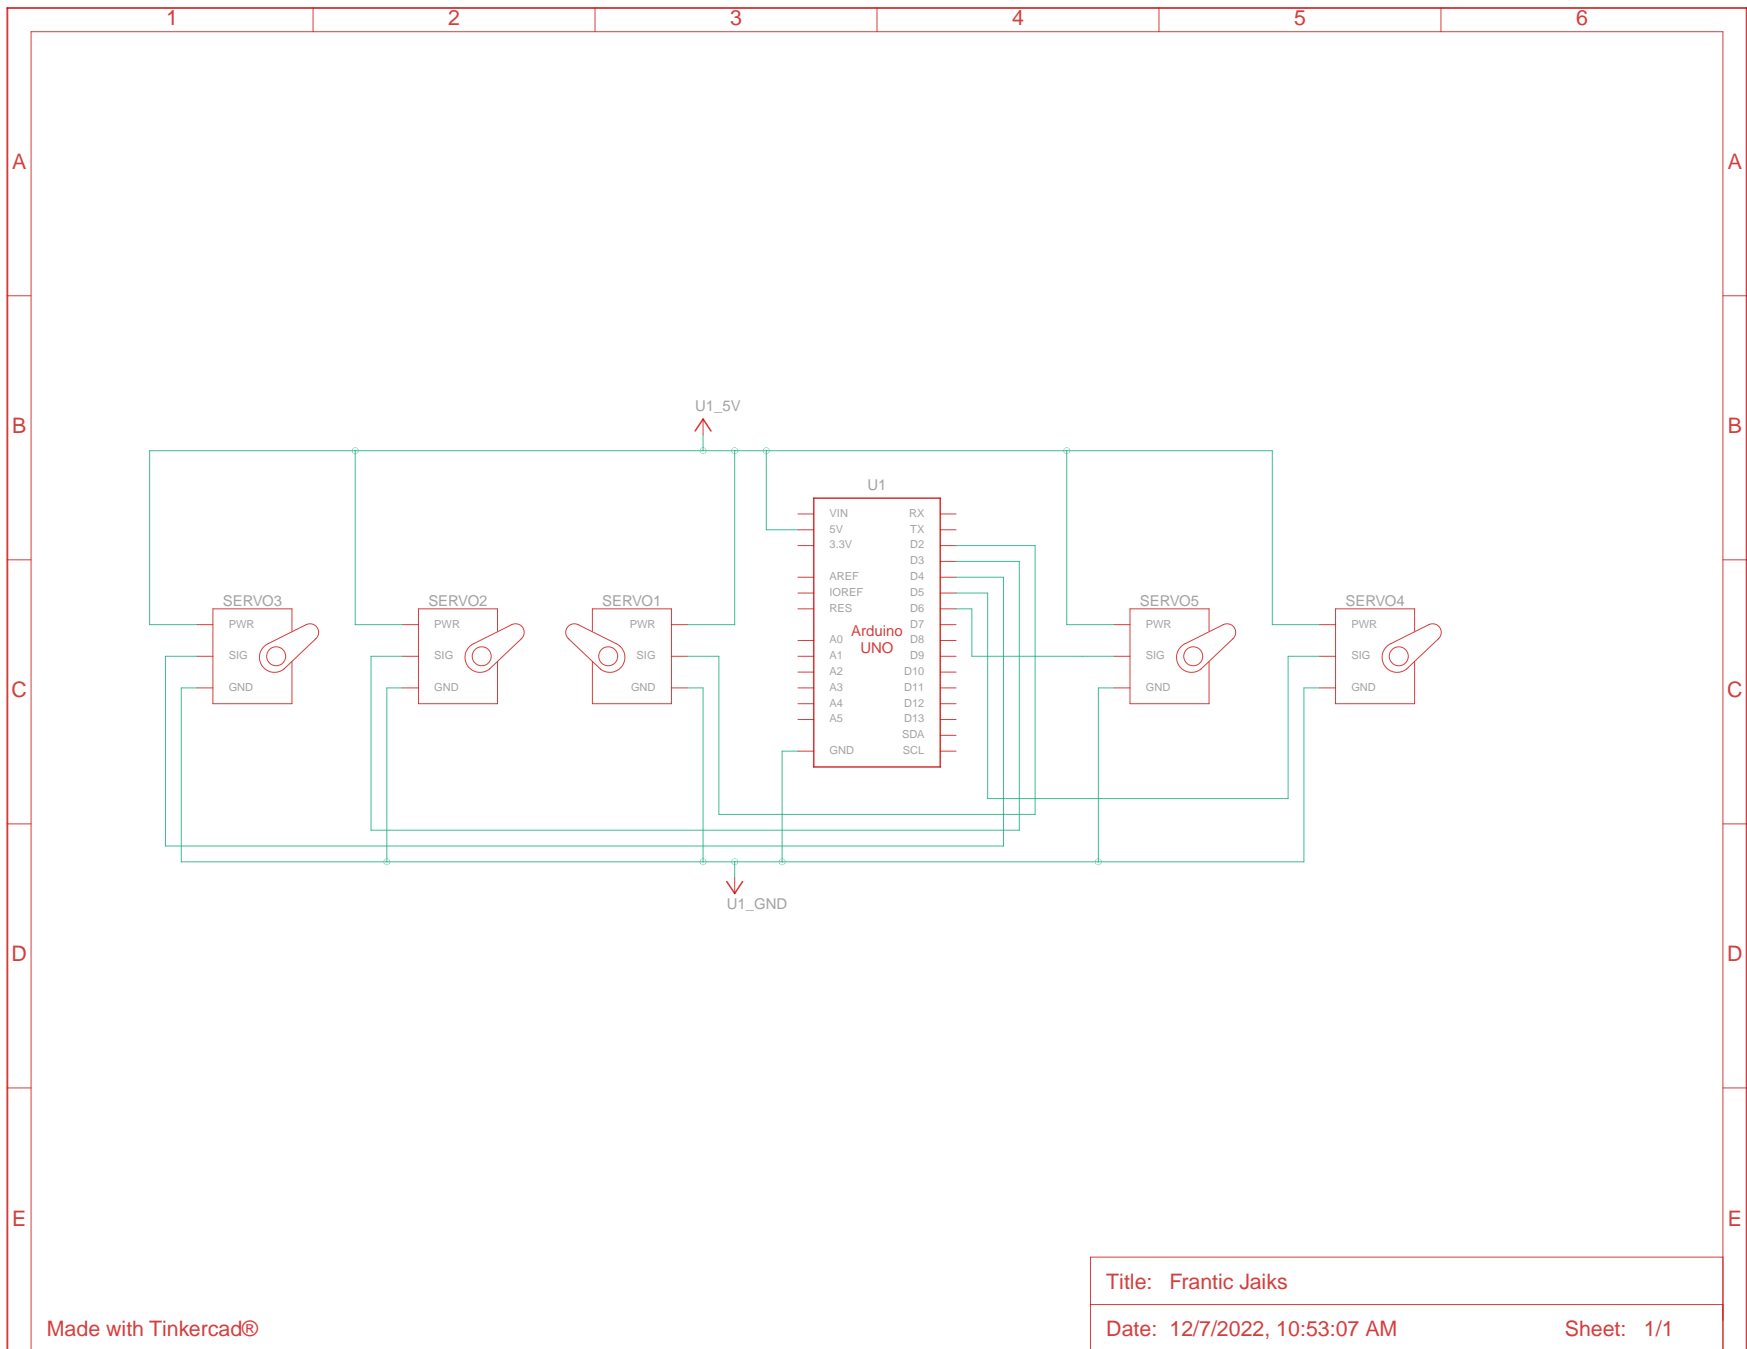 1 2 3 4 5 6
A A
B B
C C
D D
E E
U1_5V
U1
SERVO3
PWR
SIG
GND
SERVO2
PWR
SIG
GND
SERVO1
PWR
SIG
GND
VIN RX
5V TX
3.3V D2
D3
AREF D4
IOREF D5
RES D6
D7
A0 D8
A1 D9
A2 D10
A3 D11
A4 D12
A5 D13
SDA
GND SCL
Arduino
UNO
SERVO5
PWR
SIG
GND
SERVO4
PWR
SIG
GND
U1_GND
Title: Frantic Jaiks
Date: 12/7/2022, 10:53:07 AM Sheet: 1/1
Made with Tinkercad®